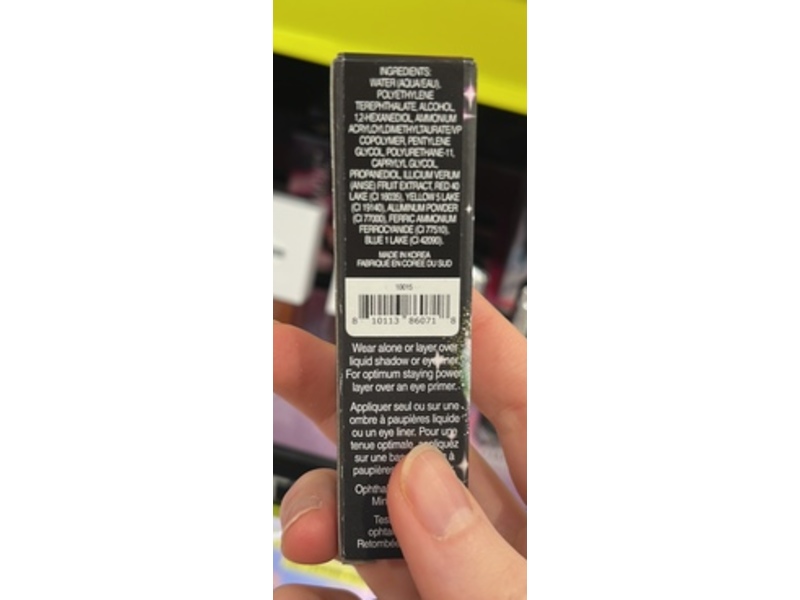 INGREDIENTS:
WATER (AQUA/EAU),
POLYETHYLENE
TEREPHTHALATE, ALCOHOL,
1,2-HEXANEDIOL, AMMONIUM
ACRYLOYLDIMETHYLTAURATE/VP
COPOLYMER, PENTYLENE
GLYCOL, POLYURETHANE-11,
CAPRYLYL GLYCOL,
PROPANEDIOL, ILLICIUM VERUM
(ANISE) FRUIT EXTRACT, RED 40
LAKE (CI 16035), YELLOW 5 LAKE
(CI 19140), ALUMINUM POWDER
(CI 77000), FERRIC AMMONIUM
FERROCYANIDE (CI 77510),
BLUE 1 LAKE (CI 42090).
MADE IN KOREA
FABRIQUÉ EN CORÉE DU SUD
10015
8 10113 86071 8
Wear alone or layer over
liquid shadow or eyeliner.
For optimum staying power,
layer over an eye primer.
Appliquer seul ou sur une
ombre à paupières liquide
ou un eye liner. Pour une
tenue optimale, appliquez
sur une à
paupières